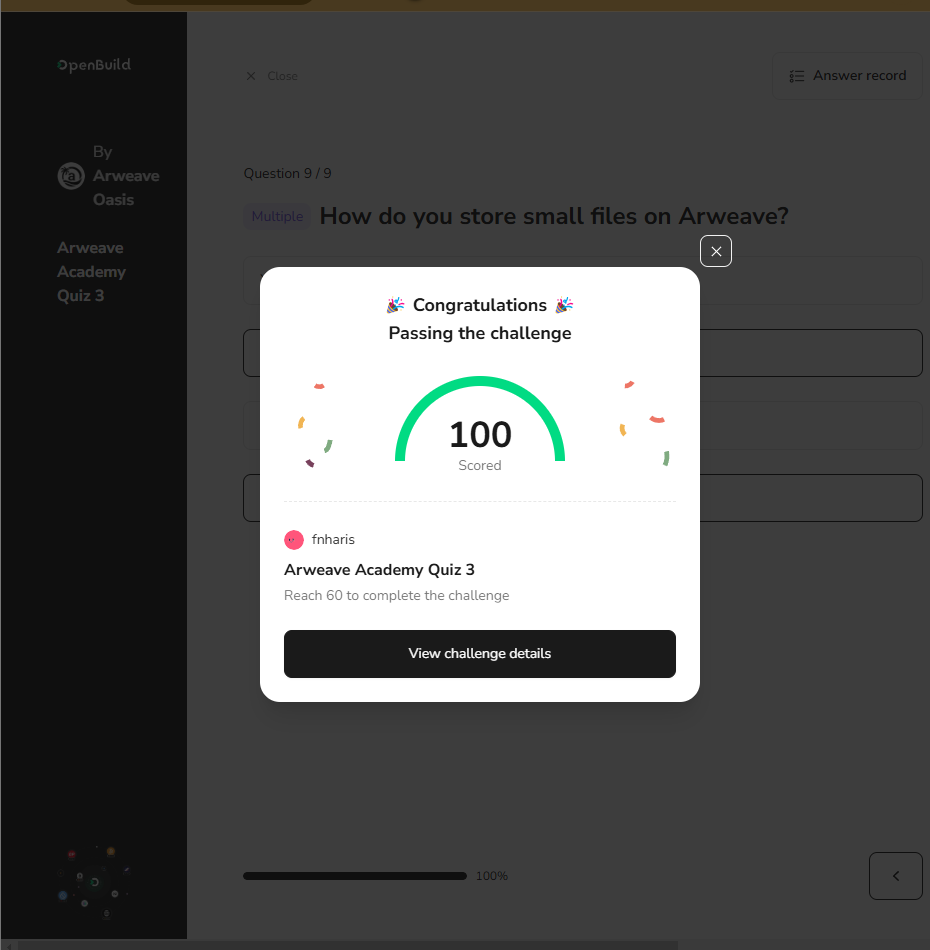 OpenBuild
By
Arweave
Oasis
Arweave
Academy
Quiz 3
Close
Answer record
Question 9 / 9
Multiple How do you store small files on Arweave?
Congratulations
Passing the challenge
100
Scored
fnharis
Arweave Academy Quiz 3
Reach 60 to complete the challenge
View challenge details
100%